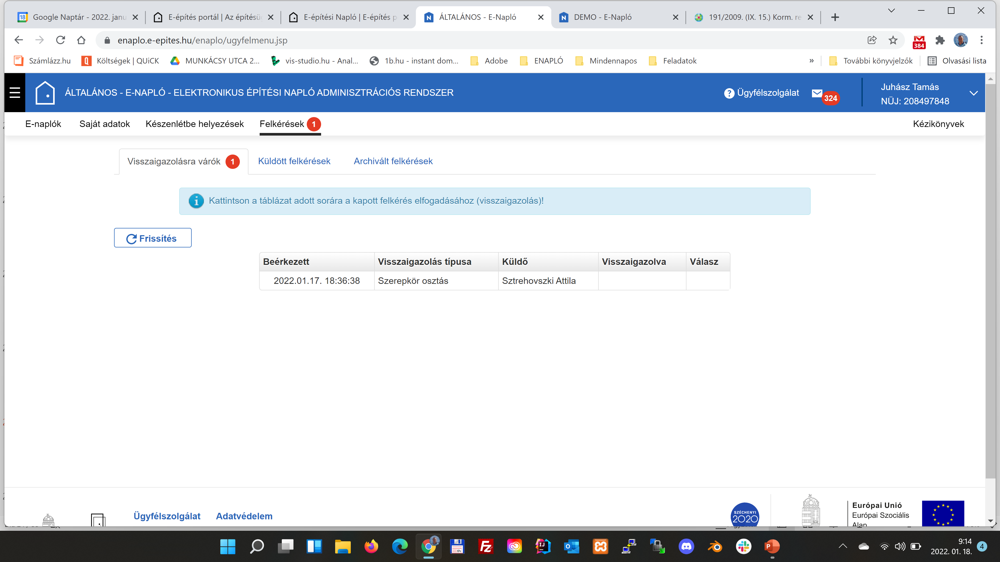 18 Google Naptár - 2022. janu
E-építés portál | Az építésü
E-építési Napló | E-építés p
N ÁLTALÁNOS - E-Napló
N DEMO - E-Napló
191/2009. (IX. 15.) Korm. re
enaplo.e-epites.hu/enaplo/ugyfelmenu.jsp
384
Számlázz.hu
Q Költségek | QUiCK
MUNKÁCSY UTCA 2...
vis-studio.hu - Anal...
1b.hu - instant dom...
Adobe
ENAPLÓ
Mindennapos
Feladatok
»
További könyvjelzők
Olvasási lista
ÁLTALÁNOS - E-NAPLÓ - ELEKTRONIKUS ÉPÍTÉSI NAPLÓ ADMINISZTRÁCIÓS RENDSZER
? Ügyfélszolgálat
324
Juhász Tamás
NÜJ: 208497848
E-naplók
Saját adatok
Készenlétbe helyezések
Felkérések 1
Kézikönyvek
Visszaigazolásra várók 1
Küldött felkérések
Archivált felkérések
i Kattintson a táblázat adott sorára a kapott felkérés elfogadásához (visszaigazolás)!
Frissítés
Beérkezett Visszaigazolás típusa Küldő Visszaigazolva Válasz
2022.01.17. 18:36:38 Szerepkör osztás Sztrehovszki Attila
Ügyfélszolgálat
Adatvédelem
SZÉCHENYI
2020
Európai Unió
Európai Szociális
Alap
64:
Fz
IJ
O
P
9:14
2022. 01. 18.
4